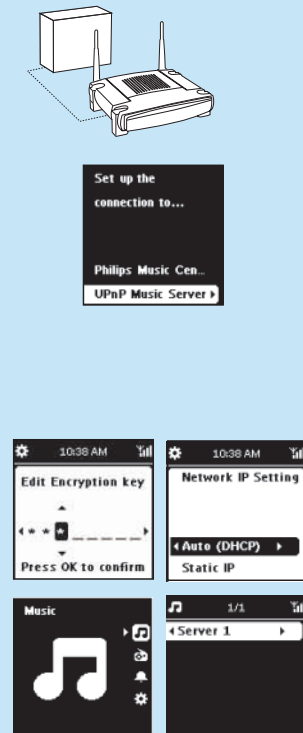 Set up the
connection to...
Philips Music Cen...
UPnP Music Server
10:38 AM
Edit Encryption key
* * * _ _ _ _ _
Press OK to confirm
10:38 AM
Network IP Setting
Auto (DHCP)
Static IP
Music
1/1
Server 1